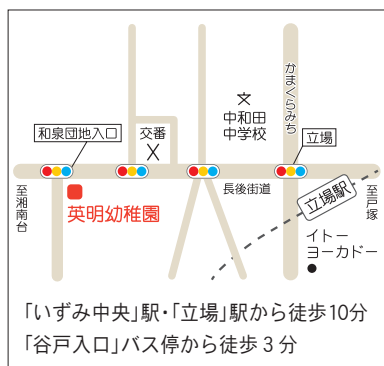 かまくらみち
文
中和田
中学校
和泉団地入口
交番
X
立場
長後街道
至湘南台
英明幼稚園
立場駅
至戸塚
イトー
ヨーカドー
「いずみ中央」駅・「立場」駅から徒歩10分
「谷戸入口」バス停から徒歩3分